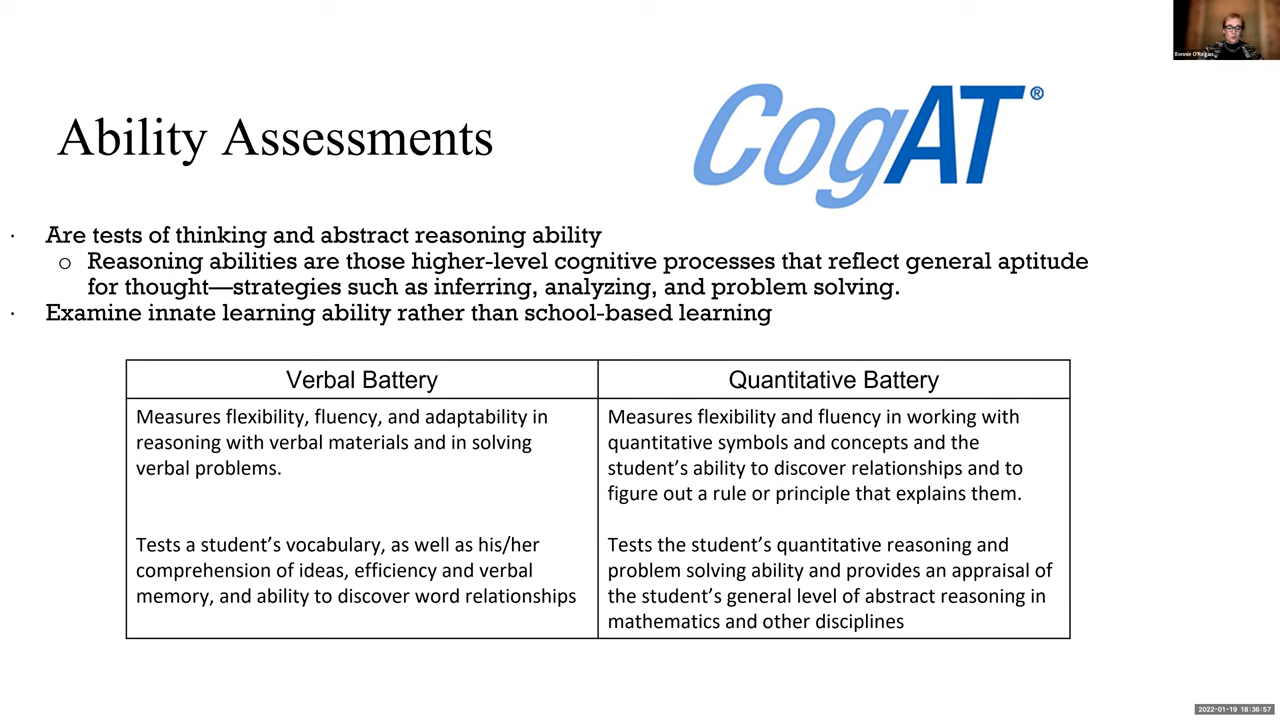 Bonnie O'Regan
CogAT®
Ability Assessments
· Are tests of thinking and abstract reasoning ability
o Reasoning abilities are those higher-level cognitive processes that reflect general aptitude
for thought—strategies such as inferring, analyzing, and problem solving.
· Examine innate learning ability rather than school-based learning
Verbal Battery
Measures flexibility, fluency, and adaptability in
reasoning with verbal materials and in solving
verbal problems.
Tests a student's vocabulary, as well as his/her
comprehension of ideas, efficiency and verbal
memory, and ability to discover word relationships
Quantitative Battery
Measures flexibility and fluency in working with
quantitative symbols and concepts and the
student's ability to discover relationships and to
figure out a rule or principle that explains them.
Tests the student's quantitative reasoning and
problem solving ability and provides an appraisal of
the student's general level of abstract reasoning in
mathematics and other disciplines
2022-01-19 18:36:57